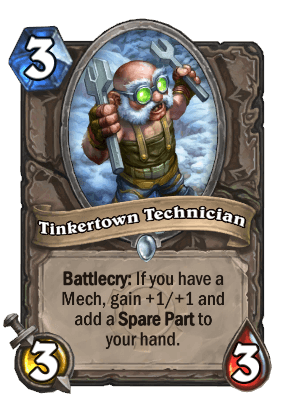 3
Tinkertown Technician
Battlecry: If you have a
Mech, gain +1/+1 and
add a Spare Part to
your hand.
3
3